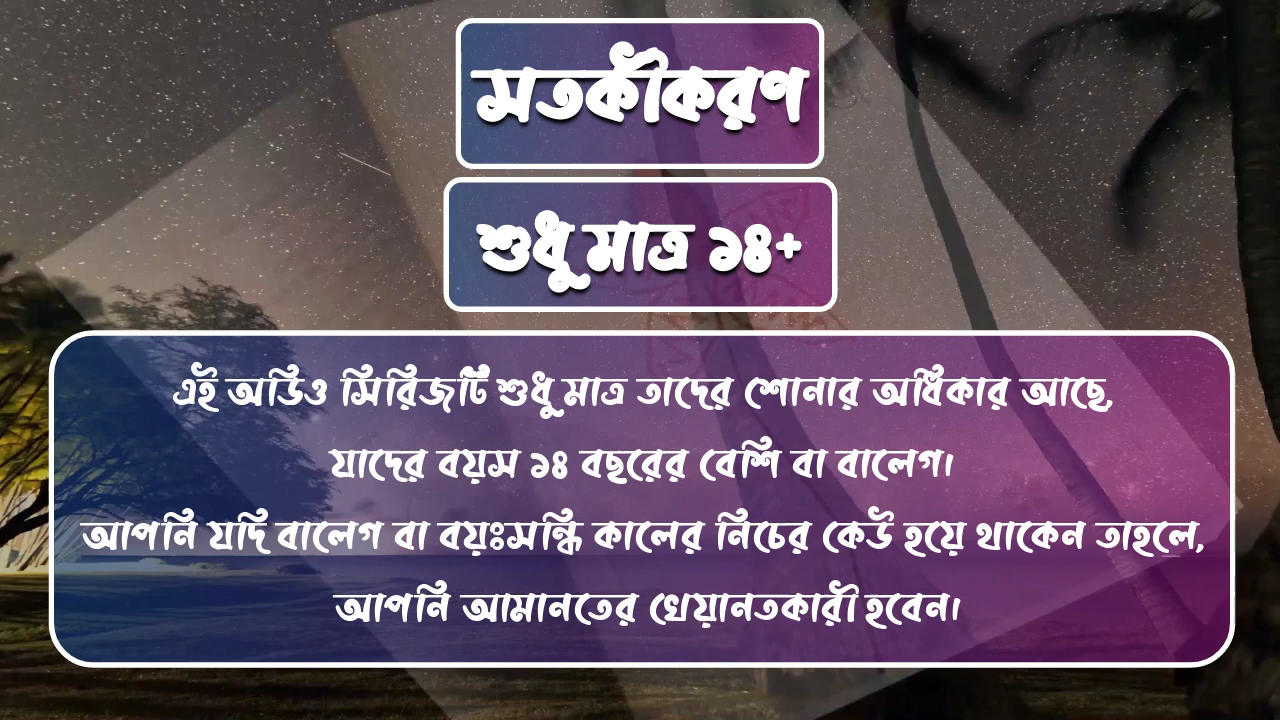 সতর্কীকরণ
শুধু মাত্র ১৪+
এই অডিও সিরিজটি শুধু মাত্র তাদের শোনার অধিকার আছে,
যাদের বয়স ১৪ বছরের বেশি বা বালেগ।
আপনি যদি বালেগ বা বয়ঃসন্ধি কালের নিচের কেউ হয়ে থাকেন তাহলে,
আপনি আমানতের খেয়ানতকারী হবেন।